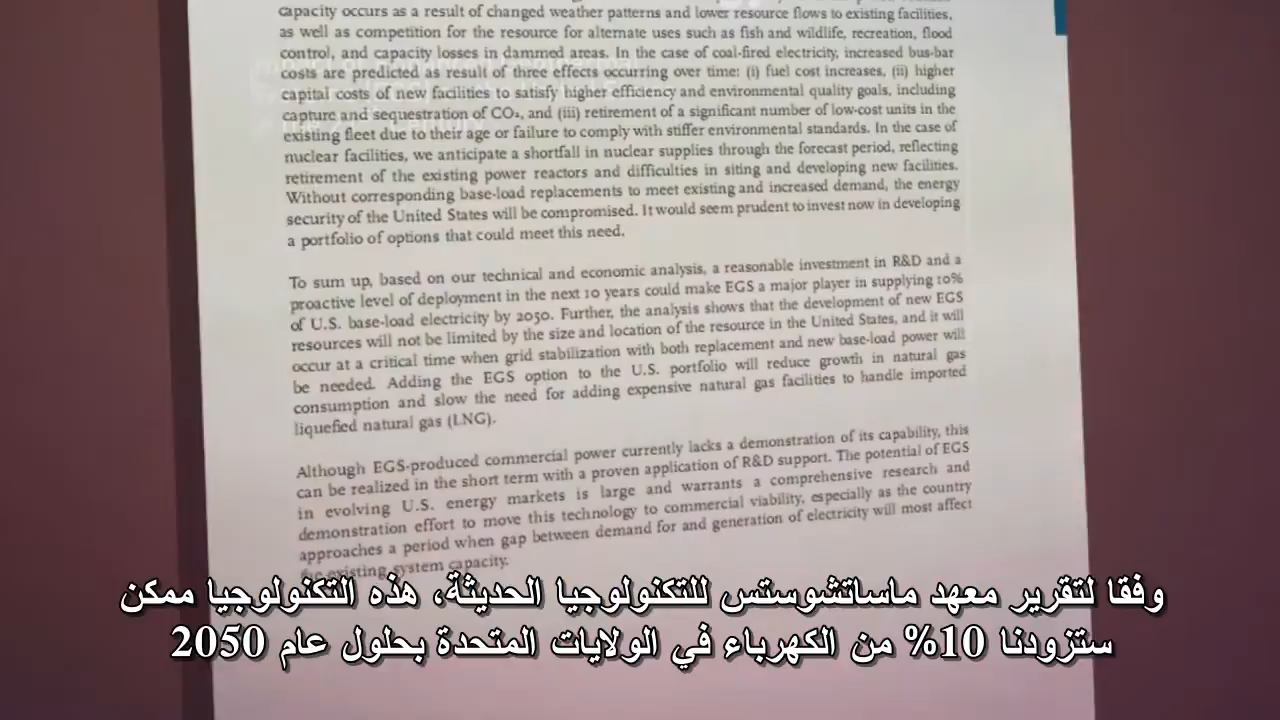 capacity occurs as a result of changed weather patterns and lower resource flows to existing facilities,
as well as competition for the resource for alternate uses such as fish and wildlife, recreation, flood
control, and capacity losses in dammed areas. In the case of coal-fired electricity, increased bus-bar
costs are predicted as result of three effects occurring over time: (i) fuel cost increases, (ii) higher
capital costs of new facilities to satisfy higher efficiency and environmental quality goals, including
capture and sequestration of CO₂, and (iii) retirement of a significant number of low-cost units in the
existing fleet due to their age or failure to comply with stiffer environmental standards. In the case of
nuclear facilities, we anticipate a shortfall in nuclear supplies through the forecast period, reflecting
retirement of the existing power reactors and difficulties in siting and developing new facilities.
Without corresponding base-load replacements to meet existing and increased demand, the energy
security of the United States will be compromised. It would seem prudent to invest now in developing
a portfolio of options that could meet this need.
To sum up, based on our technical and economic analysis, a reasonable investment in R&D and a
proactive level of deployment in the next 10 years could make EGS a major player in supplying 10%
of U.S. base-load electricity by 2050. Further, the analysis shows that the development of new EGS
resources will not be limited by the size and location of the resource in the United States, and it will
occur at a critical time when grid stabilization with both replacement and new base-load power will
be needed. Adding the EGS option to the U.S. portfolio will reduce growth in natural gas
consumption and slow the need for adding expensive natural gas facilities to handle imported
liquefied natural gas (LNG).
Although EGS-produced commercial power currently lacks a demonstration of its capability, this
can be realized in the short term with a proven application of R&D support. The potential of EGS
in evolving U.S. energy markets is large and warrants a comprehensive research and
demonstration effort to move this technology to commercial viability, especially as the country
approaches a period when gap between demand for and generation of electricity will most affect
the existing system capacity.
وفقا لتقرير معهد ماساتشوستس للتكنولوجيا الحديثة، هذه التكنولوجيا ممكن
ستزودنا 10% من الكهرباء في الولايات المتحدة بحلول عام 2050